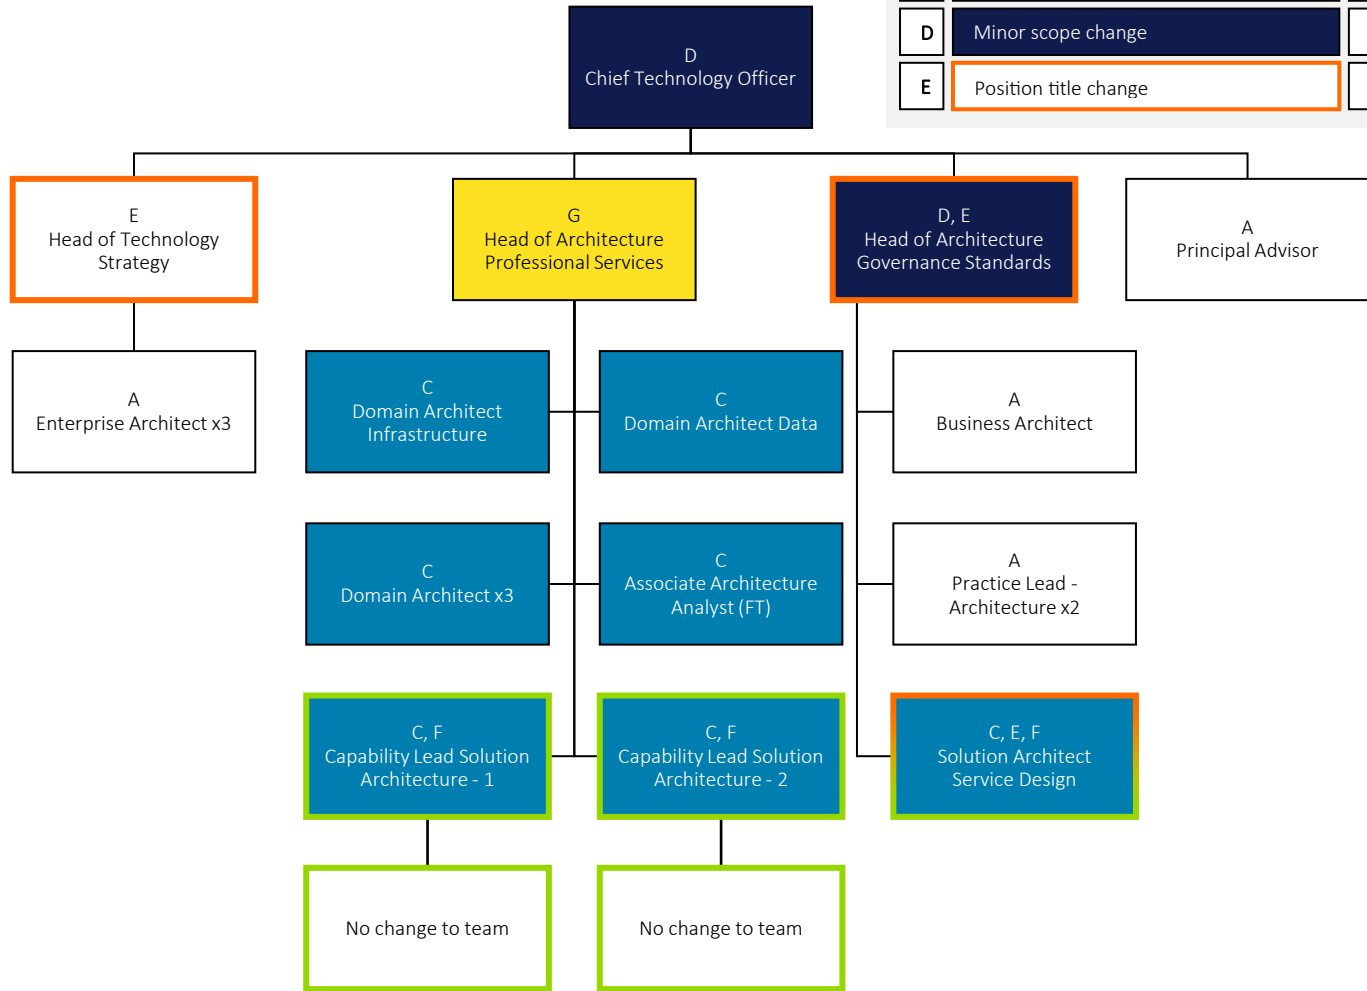 D
Minor scope change
E
Position title change
D
Chief Technology Officer
E
Head of Technology
Strategy
G
Head of Architecture
Professional Services
D, E
Head of Architecture
Governance Standards
A
Principal Advisor
A
Enterprise Architect x3
C
Domain Architect
Infrastructure
C
Domain Architect Data
A
Business Architect
C
Domain Architect x3
C
Associate Architecture
Analyst (FT)
A
Practice Lead -
Architecture x2
C, F
Capability Lead Solution
Architecture - 1
C, F
Capability Lead Solution
Architecture - 2
C, E, F
Solution Architect
Service Design
No change to team
No change to team